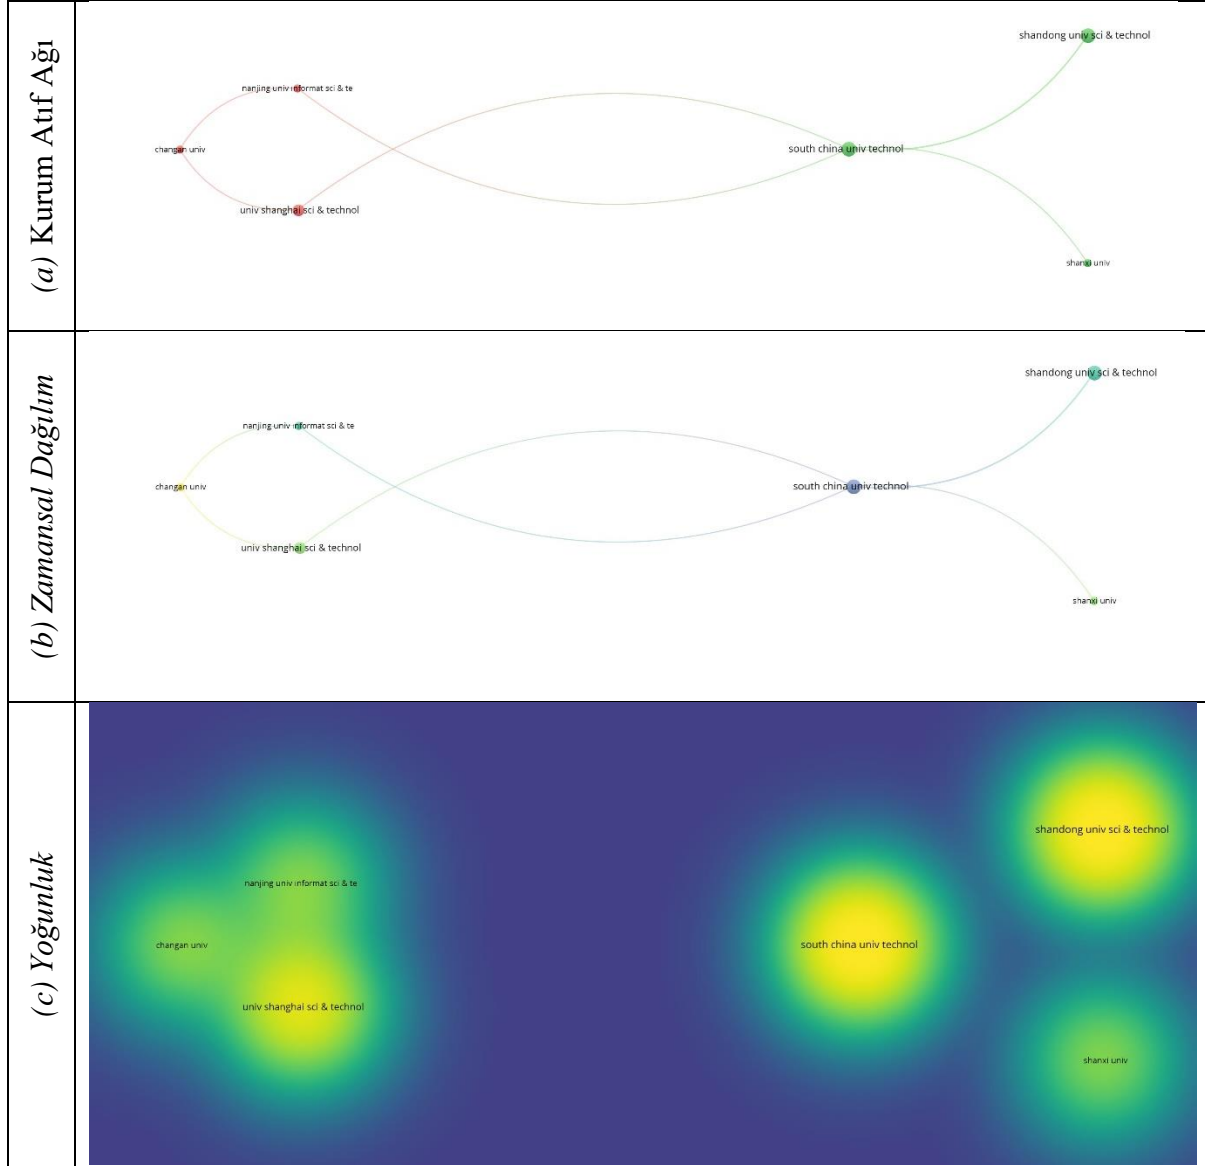 (a) Kurum Atıf Ağı
shandong univ sci & technol
nanjing univ informat sci & te
changan univ
south china univ technol
univ shanghai sci & technol
shanxi univ
(b) Zamansal Dağılım
shandong univ sci & technol
nanjing univ informat sci & te
changan univ
south china univ technol
univ shanghai sci & technol
shanxi univ
(c) Yoğunluk
shandong univ sci & technol
nanjing univ informat sci & te
changan univ
south china univ technol
univ shanghai sci & technol
shanxi univ